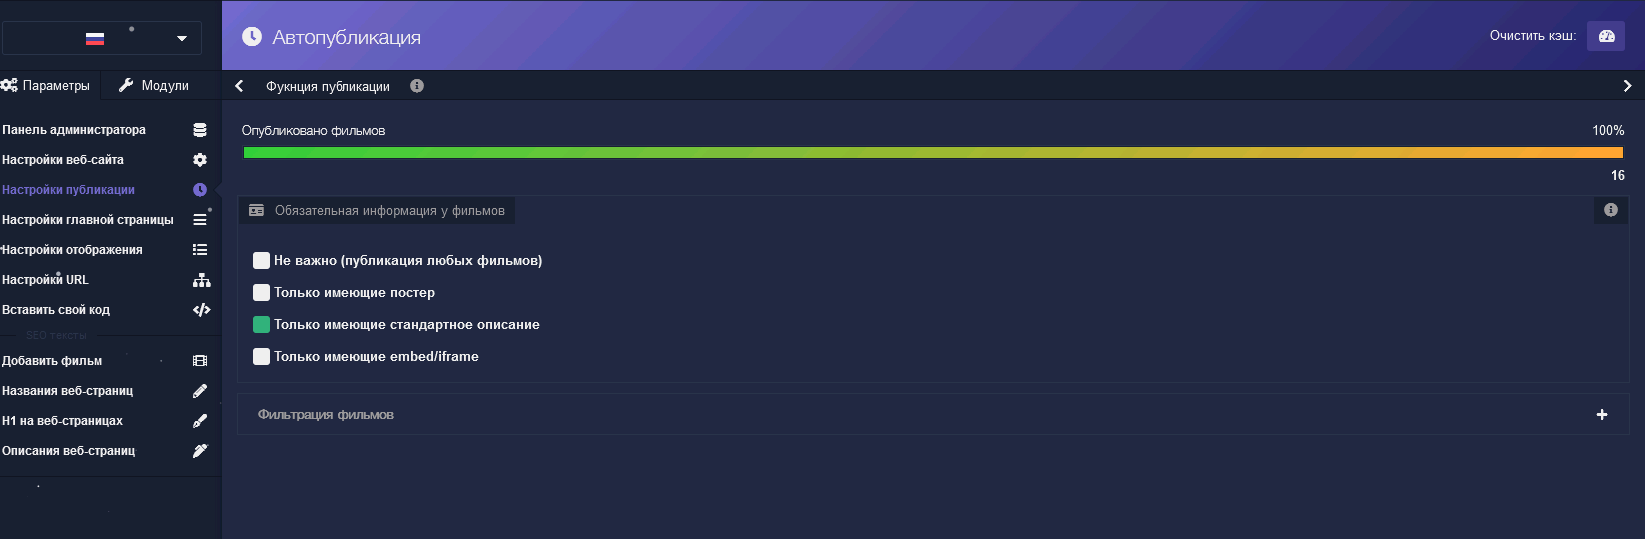 Автопубликация
Очистить кэш:
Параметры
Модули
Фукнция публикации
Панель администратора
Настройки веб-сайта
Настройки публикации
Настройки главной страницы
Настройки отображения
Настройки URL
Вставить свой код
SEO тексты
Добавить фильм
Названия веб-страниц
H1 на веб-страницах
Описания веб-страниц
Опубликовано фильмов
100%
16
Обязательная информация у фильмов
Не важно (публикация любых фильмов)
Только имеющие постер
Только имеющие стандартное описание
Только имеющие embed/iframe
Фильтрация фильмов